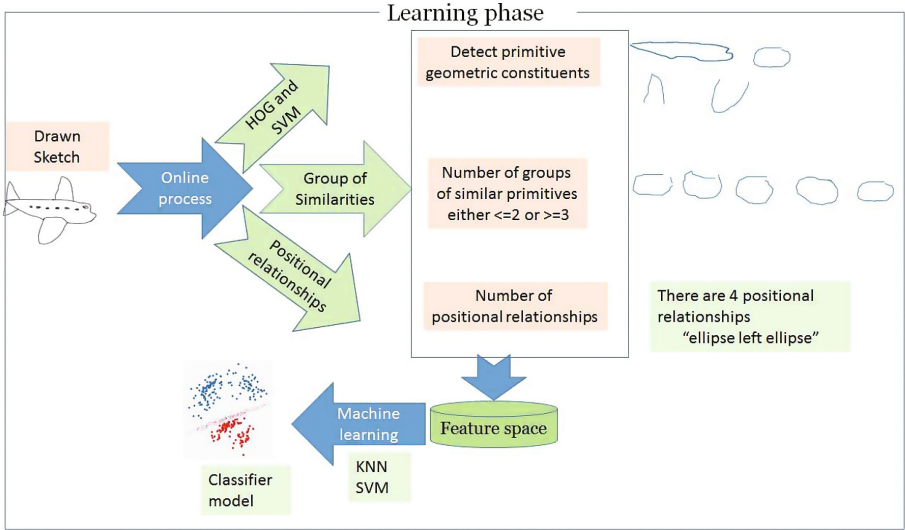 Learning phase
Drawn
Sketch
Online
process
HOG and
SVM
Group of
Similarities
Positional
relationships
Detect primitive
geometric constituents
Number of groups
of similar primitives
either <=2 or >=3
Number of
positional relationships
There are 4 positional
relationships
“ellipse left ellipse”
Feature space
Machine
learning
KNN
SVM
Classifier
model